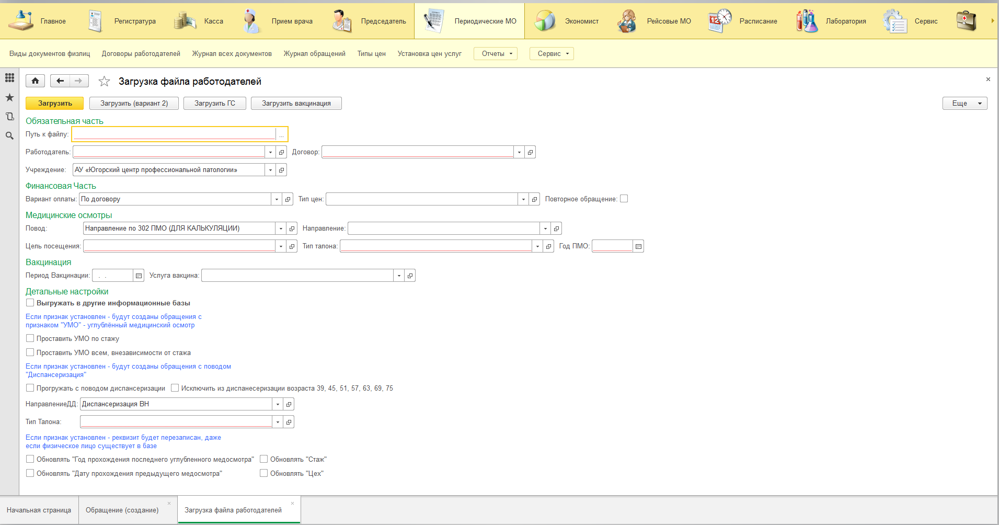 Главное Регистратура Касса Прием врача Председатель Периодические МО Экономист Рейсовые МО Расписание Лаборатория Сервис
Виды документов физлиц Договоры работодателей Журнал всех документов Журнал обращений Типы цен Установка цен услуг Отчеты Сервис
Загрузка файла работодателей
Загрузить Загрузить (вариант 2) Загрузить ГС Загрузить вакцинация Еще
Обязательная часть
Путь к файлу: ...
Работодатель: Договор:
Учреждение: АУ «Югорский центр профессиональной патологии»
Финансовая Часть
Вариант оплаты: По договору Тип цен: Повторное обращение:
Медицинские осмотры
Повод: Направление по 302 ПМО (ДЛЯ КАЛЬКУЛЯЦИИ) Направление:
Цель посещения: Тип талона: Год ПМО:
Вакцинация
Период Вакцинации: . . Услуга вакцина:
Детальные настройки
Выгружать в другие информационные базы
Если признак установлен - будут созданы обращения с
признаком "УМО" - углублённый медицинский осмотр
Проставить УМО по стажу
Проставить УМО всем, внезависимости от стажа
Если признак установлен - будут созданы обращения с поводом
"Диспансеризация"
Прогружать с поводом диспансеризации Исключить из диспанесеризации возраста 39, 45, 51, 57, 63, 69, 75
НаправлениеДД: Диспансеризация ВН
Тип Талона:
Если признак установлен - реквизит будет перезаписан, даже
если физическое лицо существует в базе
Обновлять "Год прохождения последнего углубленного медосмотра" Обновлять "Стаж"
Обновлять "Дату прохождения предыдущего медосмотра" Обновлять "Цех"
Начальная страница Обращение (создание) Загрузка файла работодателей